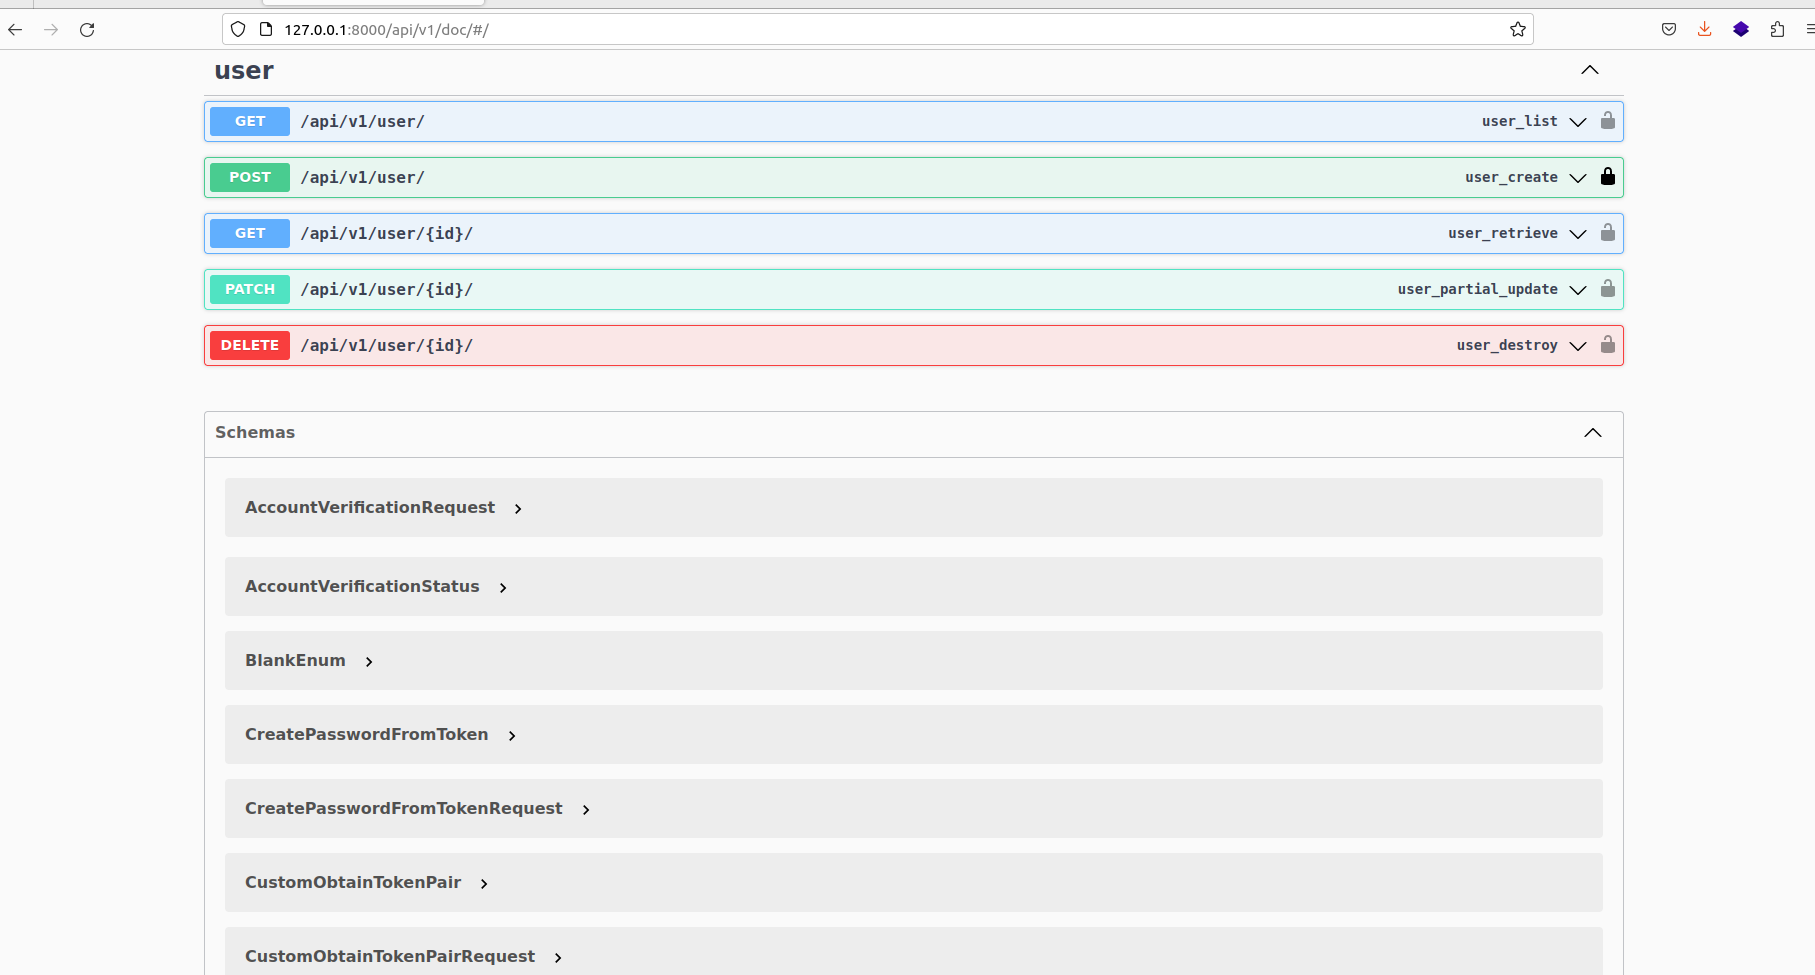 127.0.0.1:8000/api/v1/doc/#/
user
GET /api/v1/user/ user_list
POST /api/v1/user/ user_create
GET /api/v1/user/{id}/ user_retrieve
PATCH /api/v1/user/{id}/ user_partial_update
DELETE /api/v1/user/{id}/ user_destroy
Schemas
AccountVerificationRequest
AccountVerificationStatus
BlankEnum
CreatePasswordFromToken
CreatePasswordFromTokenRequest
CustomObtainTokenPair
CustomObtainTokenPairRequest